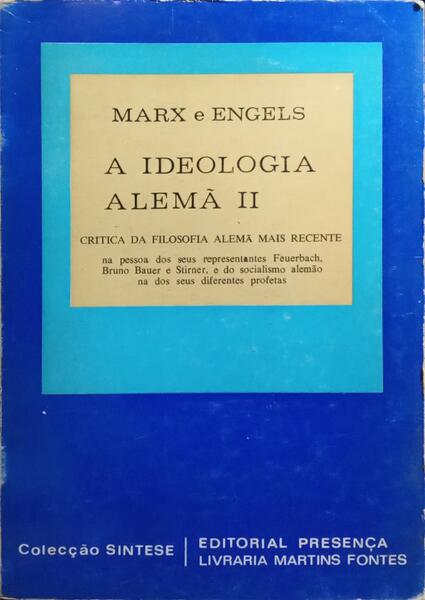 MARX e ENGELS
A IDEOLOGIA
ALEMÃ II
CRITICA DA FILOSOFIA ALEMÃ MAIS RECENTE
na pessoa dos seus representantes Feuerbach,
Bruno Bauer e Stirner, e do socialismo alemão
na dos seus diferentes profetas
Colecção SINTESE
EDITORIAL PRESENÇA
LIVRARIA MARTINS FONTES